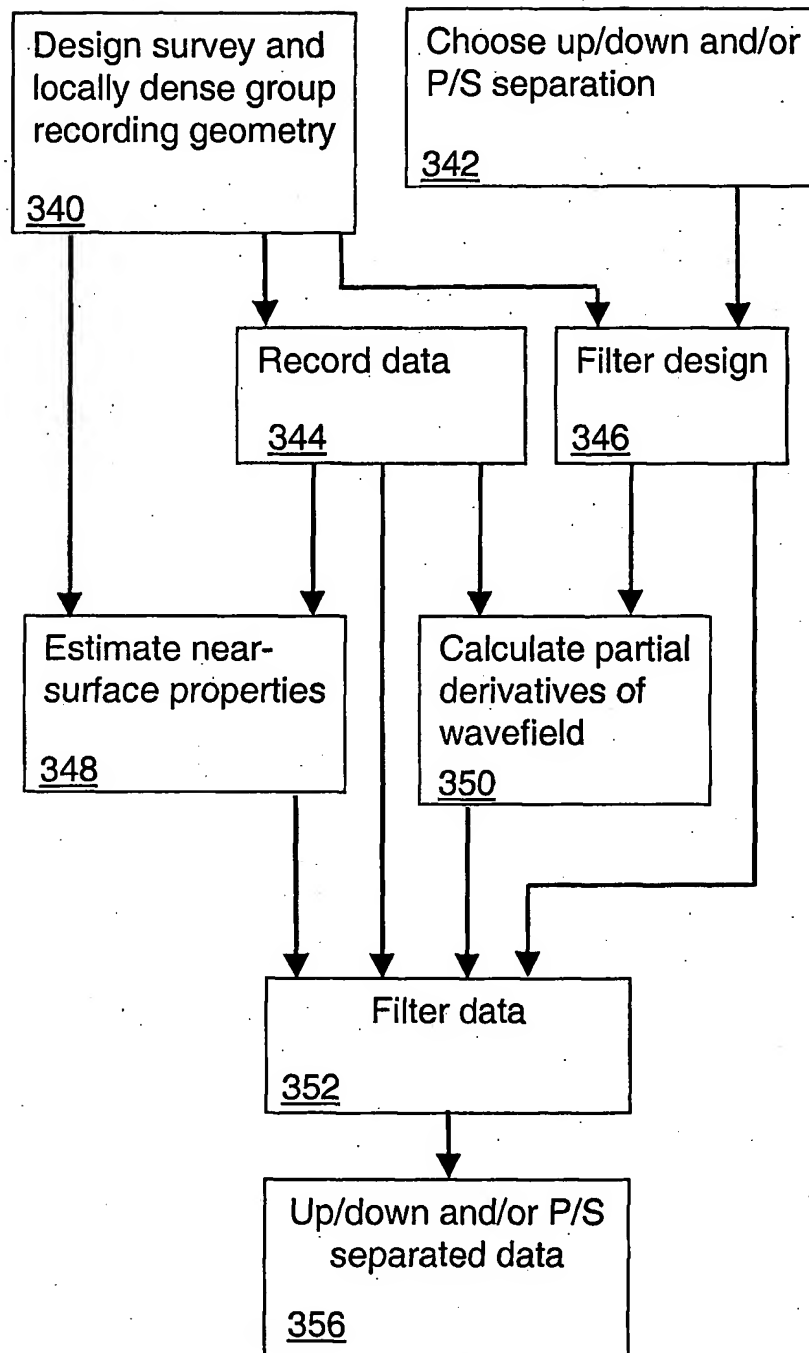 Design survey and
locally dense group
recording geometry
340
Choose up/down and/or
P/S separation
342
Record data
344
Filter design
346
Estimate near-
surface properties
348
Calculate partial
derivatives of
wavefield
350
Filter data
352
Up/down and/or P/S
separated data
356